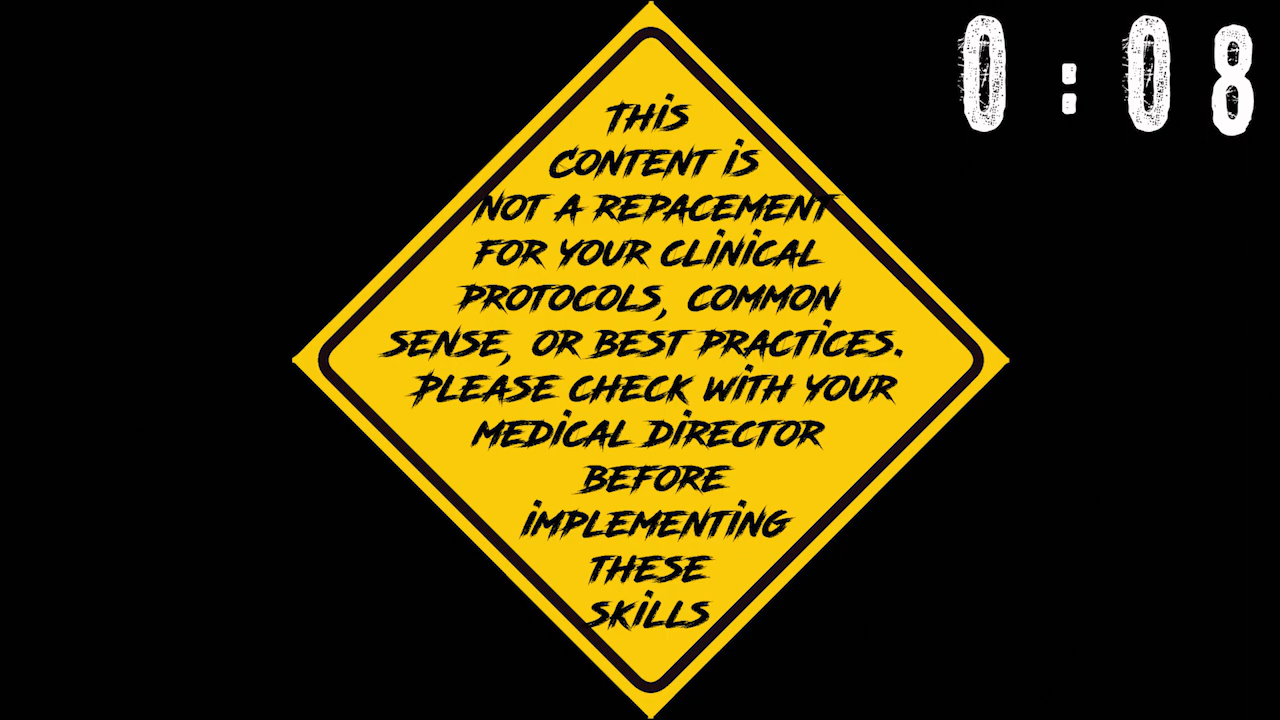 0:08
THIS
CONTENT IS
NOT A REPACEMENT
FOR YOUR CLINICAL
PROTOCOLS, COMMON
SENSE, OR BEST PRACTICES.
PLEASE CHECK WITH YOUR
MEDICAL DIRECTOR
BEFORE
IMPLEMENTING
THESE
SKILLS